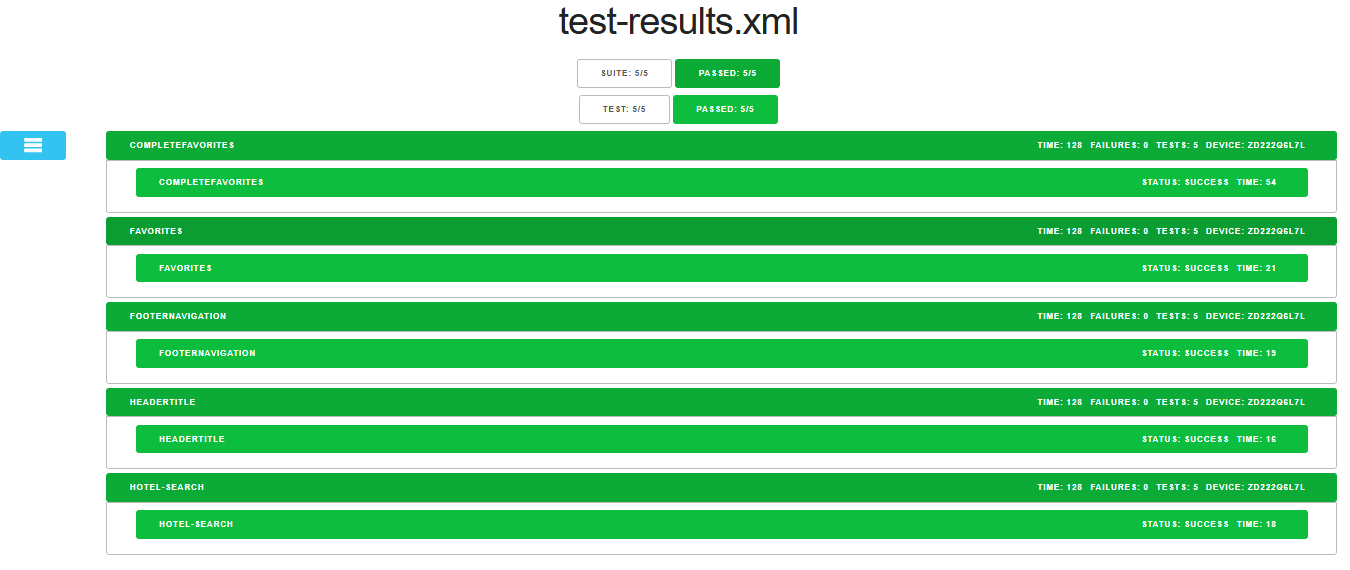 test-results.xml
SUITE: 5/5 PASSED: 5/5
TEST: 5/5 PASSED: 5/5
COMPLETEFAVORITES TIME: 128 FAILURES: 0 TESTS: 5 DEVICE: ZD222Q6L7L
COMPLETEFAVORITES STATUS: SUCCESS TIME: 54
FAVORITES TIME: 128 FAILURES: 0 TESTS: 5 DEVICE: ZD222Q6L7L
FAVORITES STATUS: SUCCESS TIME: 21
FOOTERNAVIGATION TIME: 128 FAILURES: 0 TESTS: 5 DEVICE: ZD222Q6L7L
FOOTERNAVIGATION STATUS: SUCCESS TIME: 19
HEADERTITLE TIME: 128 FAILURES: 0 TESTS: 5 DEVICE: ZD222Q6L7L
HEADERTITLE STATUS: SUCCESS TIME: 16
HOTEL-SEARCH TIME: 128 FAILURES: 0 TESTS: 5 DEVICE: ZD222Q6L7L
HOTEL-SEARCH STATUS: SUCCESS TIME: 18